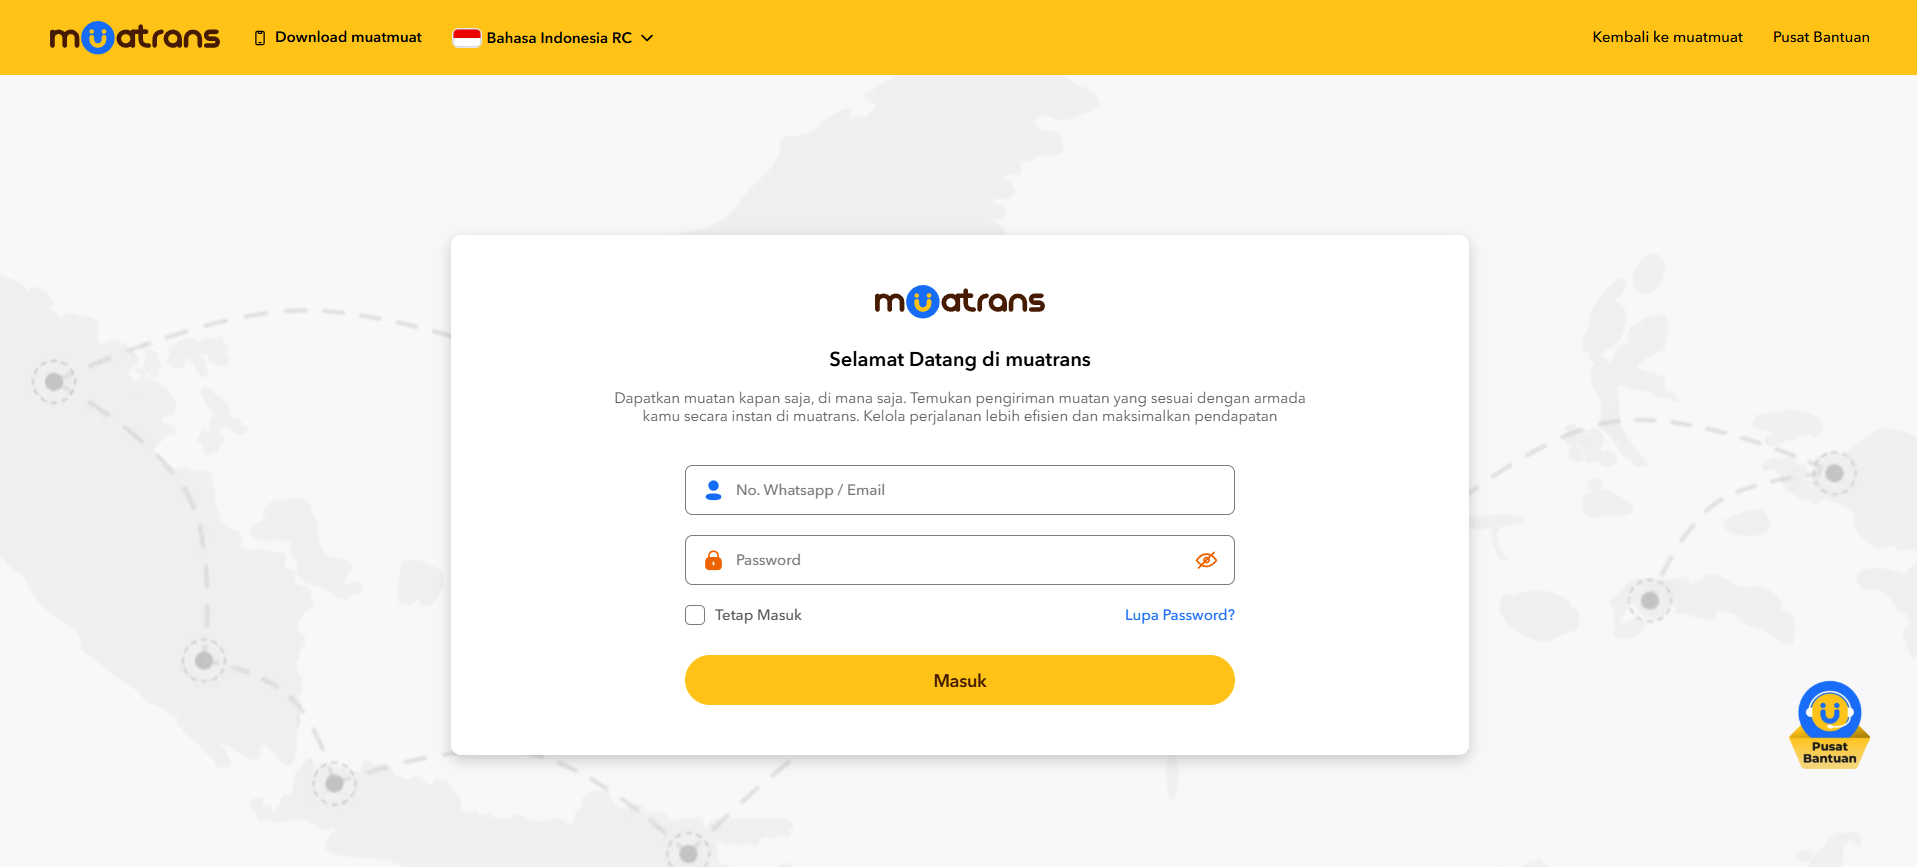 muatrans
Download muatmuat
Bahasa Indonesia RC
Kembali ke muatmuat
Pusat Bantuan
muatrans
Selamat Datang di muatrans
Dapatkan muatan kapan saja, di mana saja. Temukan pengiriman muatan yang sesuai dengan armada
kamu secara instan di muatrans. Kelola perjalanan lebih efisien dan maksimalkan pendapatan
No. Whatsapp / Email
Password
Tetap Masuk
Lupa Password?
Masuk
Pusat
Bantuan